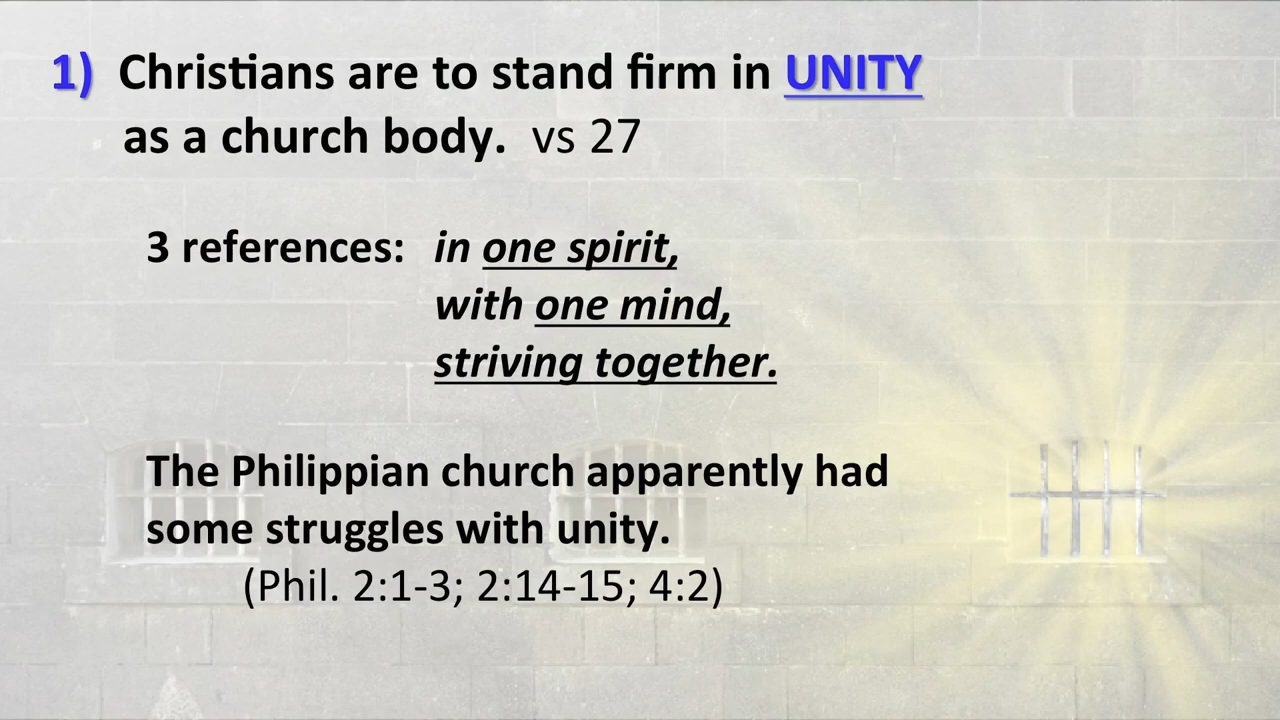 1) Christians are to stand firm in UNITY
as a church body. vs 27
3 references: in one spirit,
with one mind,
striving together.
The Philippian church apparently had
some struggles with unity.
(Phil. 2:1-3; 2:14-15; 4:2)